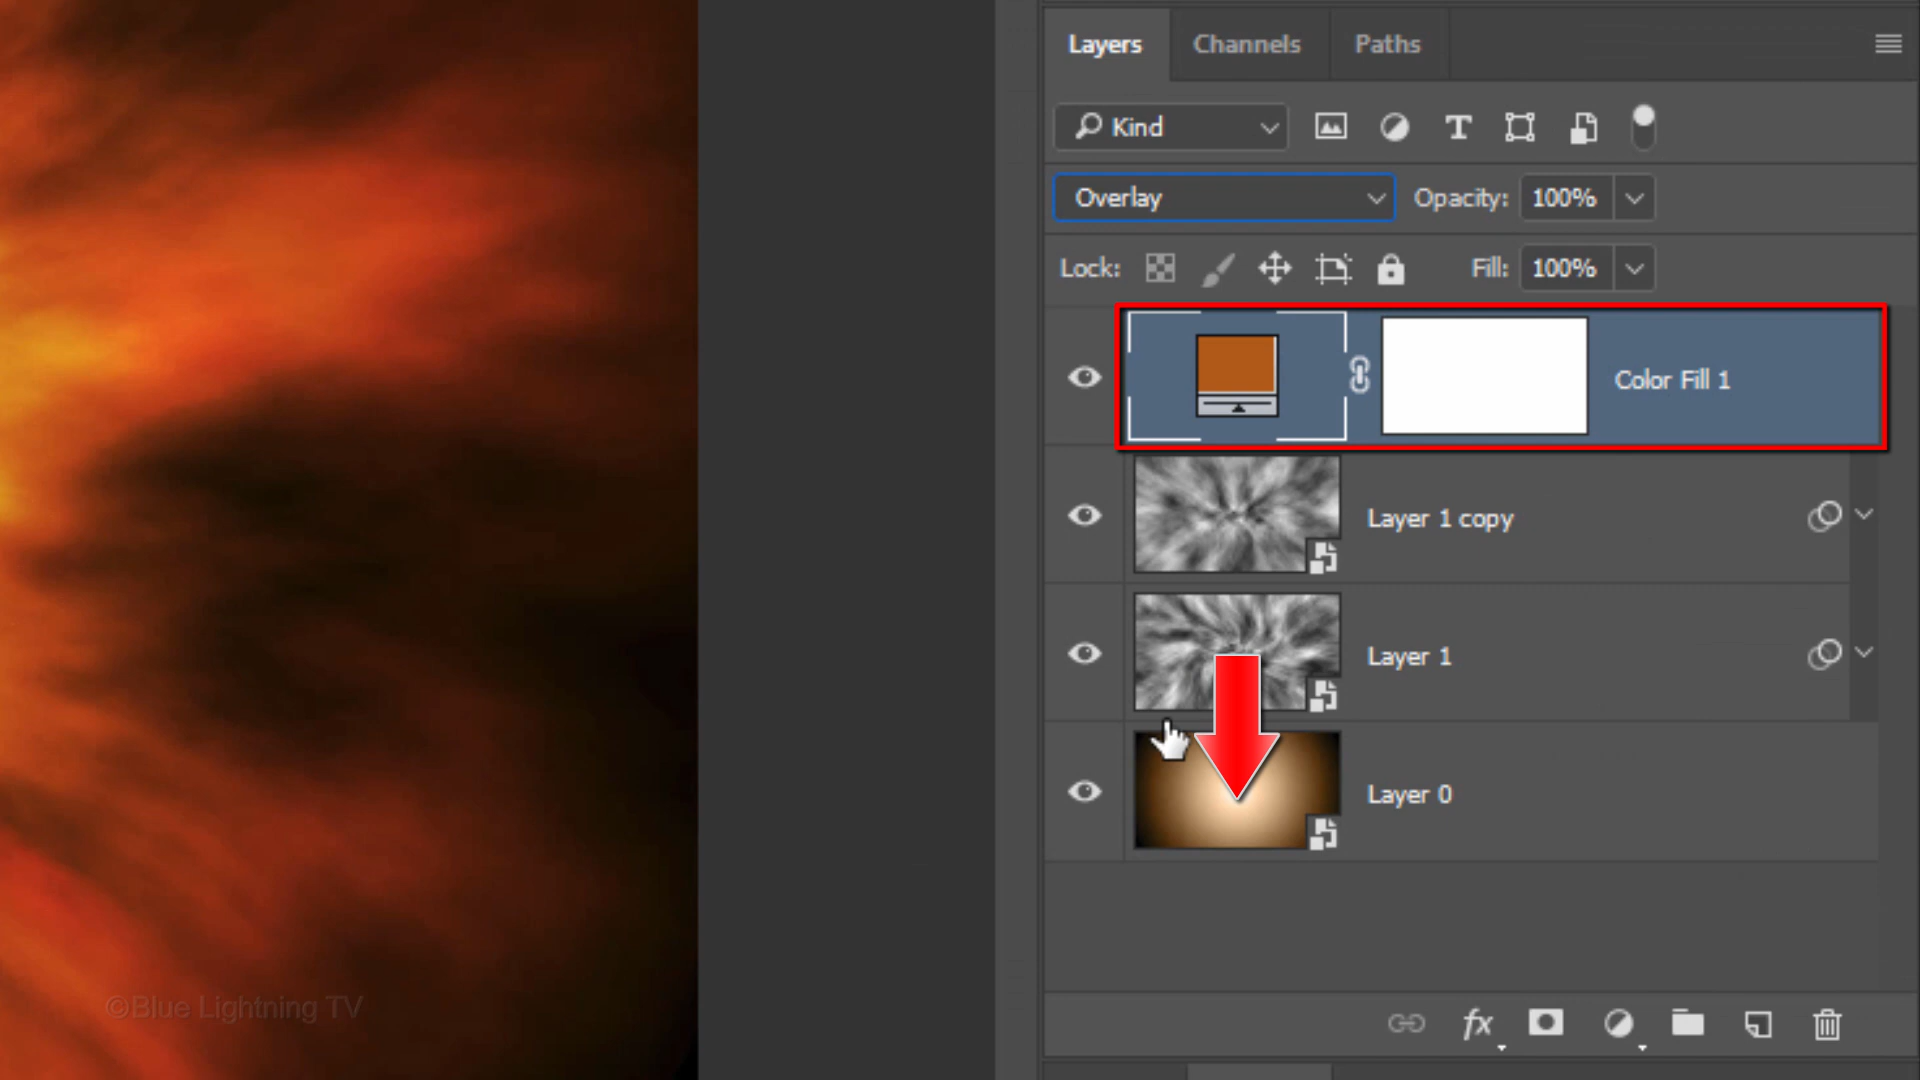 Layers Channels Paths
Kind
Overlay Opacity: 100%
Lock: Fill: 100%
Color Fill 1
Layer 1 copy
Layer 1
Layer 0
©Blue Lightning TV
fx